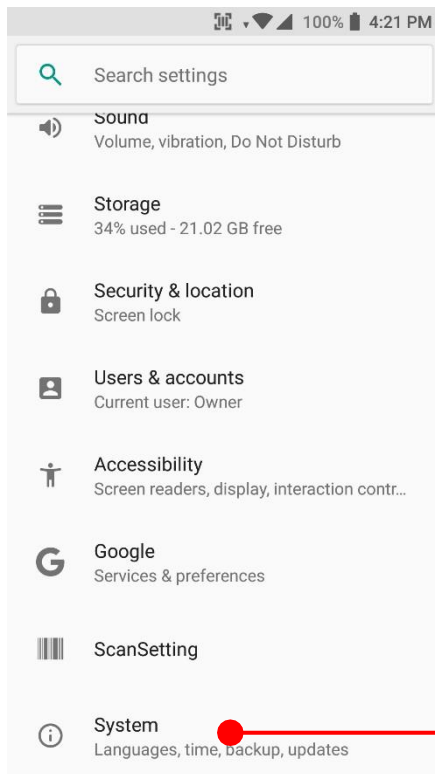 100% 4:21 PM
Search settings
Sound
Volume, vibration, Do Not Disturb
Storage
34% used - 21.02 GB free
Security & location
Screen lock
Users & accounts
Current user: Owner
Accessibility
Screen readers, display, interaction contr...
Google
Services & preferences
ScanSetting
System
Languages, time, backup, updates